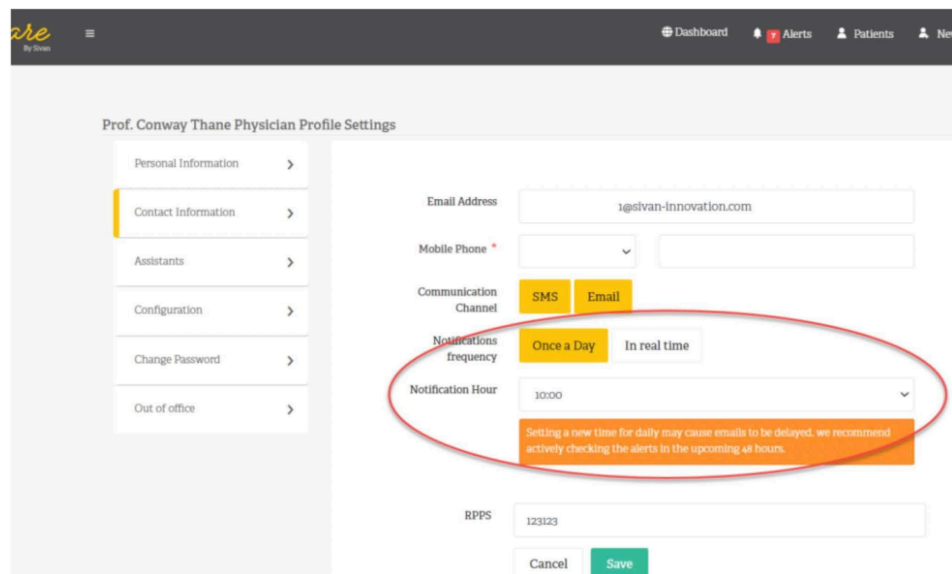 are
By Sivan
Dashboard
7 Alerts
Patients
Prof. Conway Thane Physician Profile Settings
Personal Information
Contact Information
Assistants
Configuration
Change Password
Out of office
Email Address
1@sivan-innovation.com
Mobile Phone *
Communication
Channel
SMS Email
Notifications
frequency
Once a Day In real time
Notification Hour
10:00
Setting a new time for daily may cause emails to be delayed. we recommend
actively checking the alerts in the upcoming 48 hours.
RPPS
123123
Cancel Save